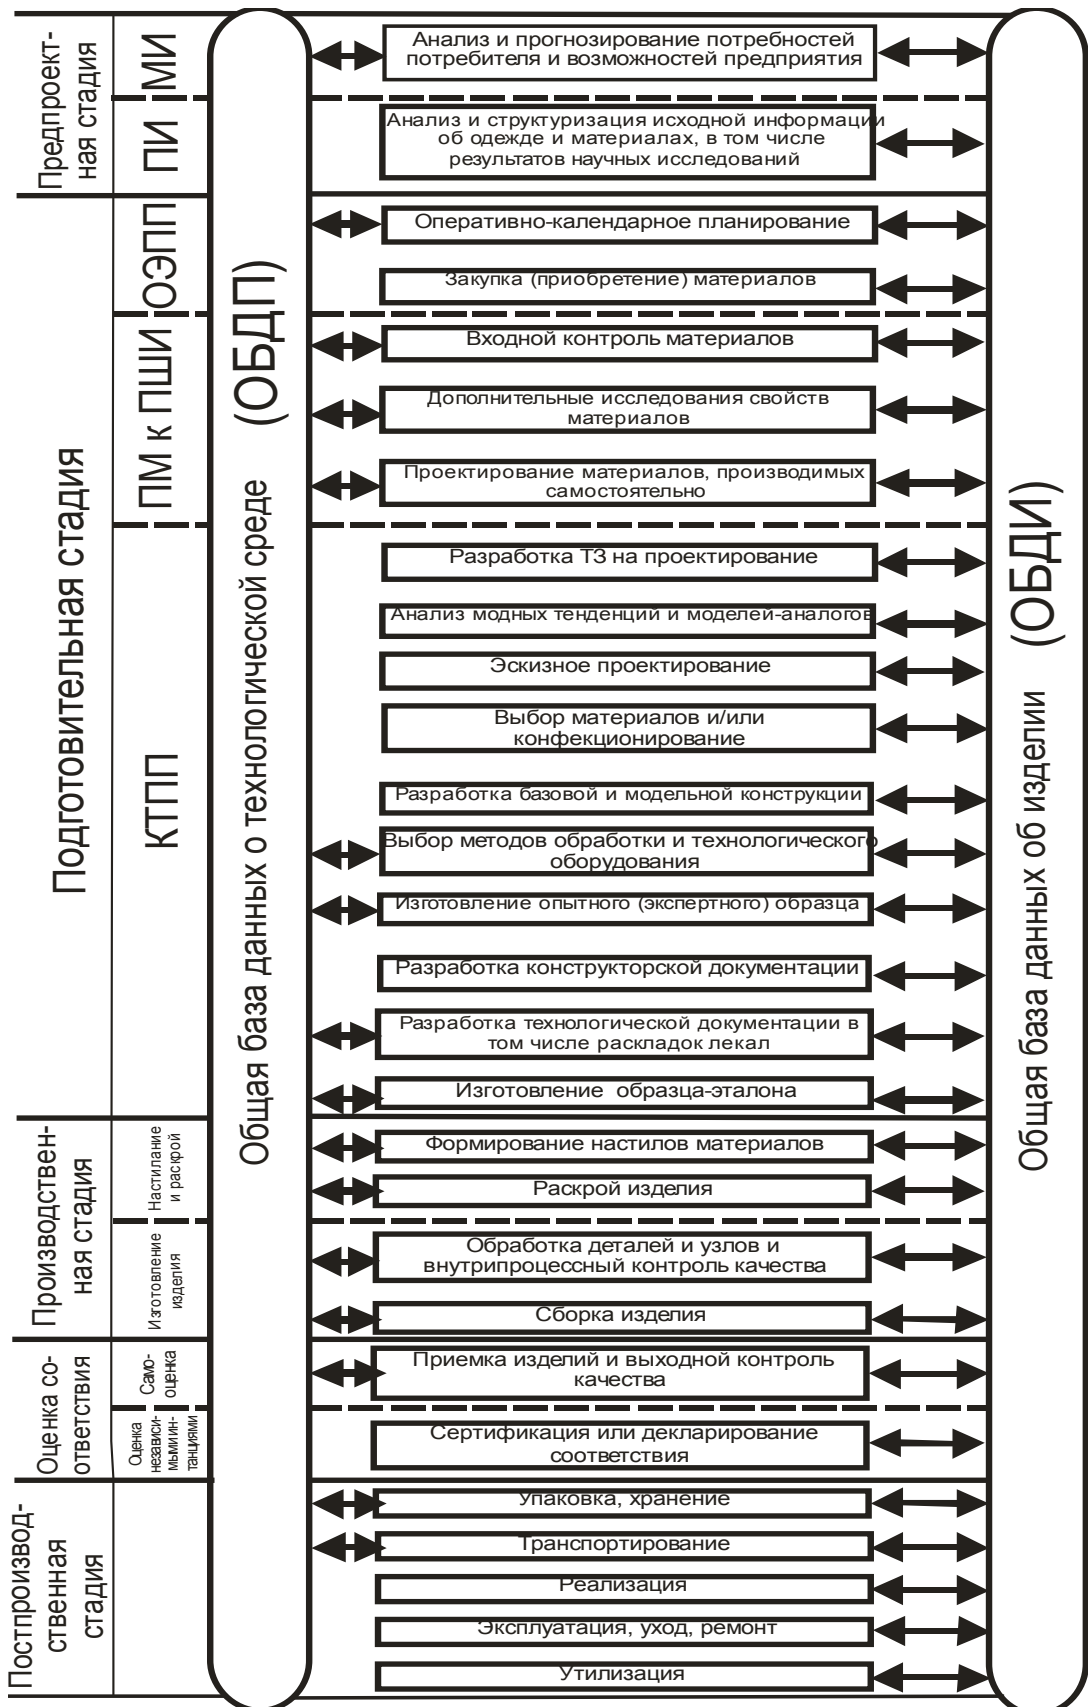 Предпроект-
ная стадия
МИ
Анализ и прогнозирование потребностей
потребителя и возможностей предприятия
ПИ
Анализ и структуризация исходной информации
об одежде и материалах, в том числе
результатов научных исследований
Подготовительная стадия
ОЭПП
Оперативно-календарное планирование
Закупка (приобретение) материалов
ПМ к ПШИ
Входной контроль материалов
Дополнительные исследования свойств
материалов
Проектирование материалов, производимых
самостоятельно
КТПП
Разработка ТЗ на проектирование
Анализ модных тенденций и моделей-аналогов
Эскизное проектирование
Выбор материалов и/или
конфекционирование
Разработка базовой и модельной конструкции
Выбор методов обработки и технологического
оборудования
Изготовление опытного (экспертного) образца
Разработка конструкторской документации
Разработка технологической документации в
том числе раскладок лекал
Изготовление образца-эталона
Производствен-
ная стадия
Настилание
и раскрой
Формирование настилов материалов
Раскрой изделия
Изготовление
изделия
Обработка деталей и узлов и
внутрипроцессный контроль качества
Сборка изделия
Оценка со-
ответствия
Само-
оценка
Приемка изделий и выходной контроль
качества
Оценка
независи-
мыми ин-
танциями
Сертификация или декларирование
соответствия
Постпроизвод-
ственная
стадия
Упаковка, хранение
Транспортирование
Реализация
Эксплуатация, уход, ремонт
Утилизация
Общая база данных о технологической среде (ОБДП)
Общая база данных об изделии (ОБДИ)